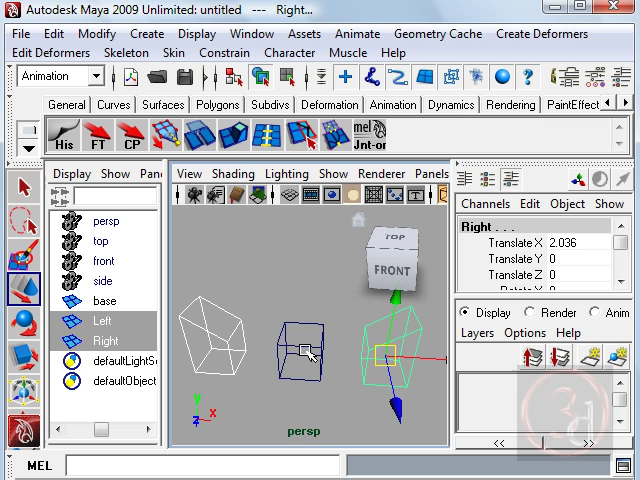 Autodesk Maya 2009 Unlimited: untitled --- Right...
File Edit Modify Create Display Window Assets Animate Geometry Cache Create Deformers
Edit Deformers Skeleton Skin Constrain Character Muscle Help
Animation
General Curves Surfaces Polygons Subdivs Deformation Animation Dynamics Rendering PaintEffect
His FT CP mel Jnt-or
Display Show Pane
View Shading Lighting Show Renderer Panels
Channels Edit Object Show
persp
top
front
side
base
Left
Right
defaultLightSe
defaultObject
TOP
FRONT
Right . . .
Translate X 2.036
Translate Y 0
Translate Z 0
Display Render Anim
Layers Options Help
y
x
z
persp
3d
<< >>
MEL